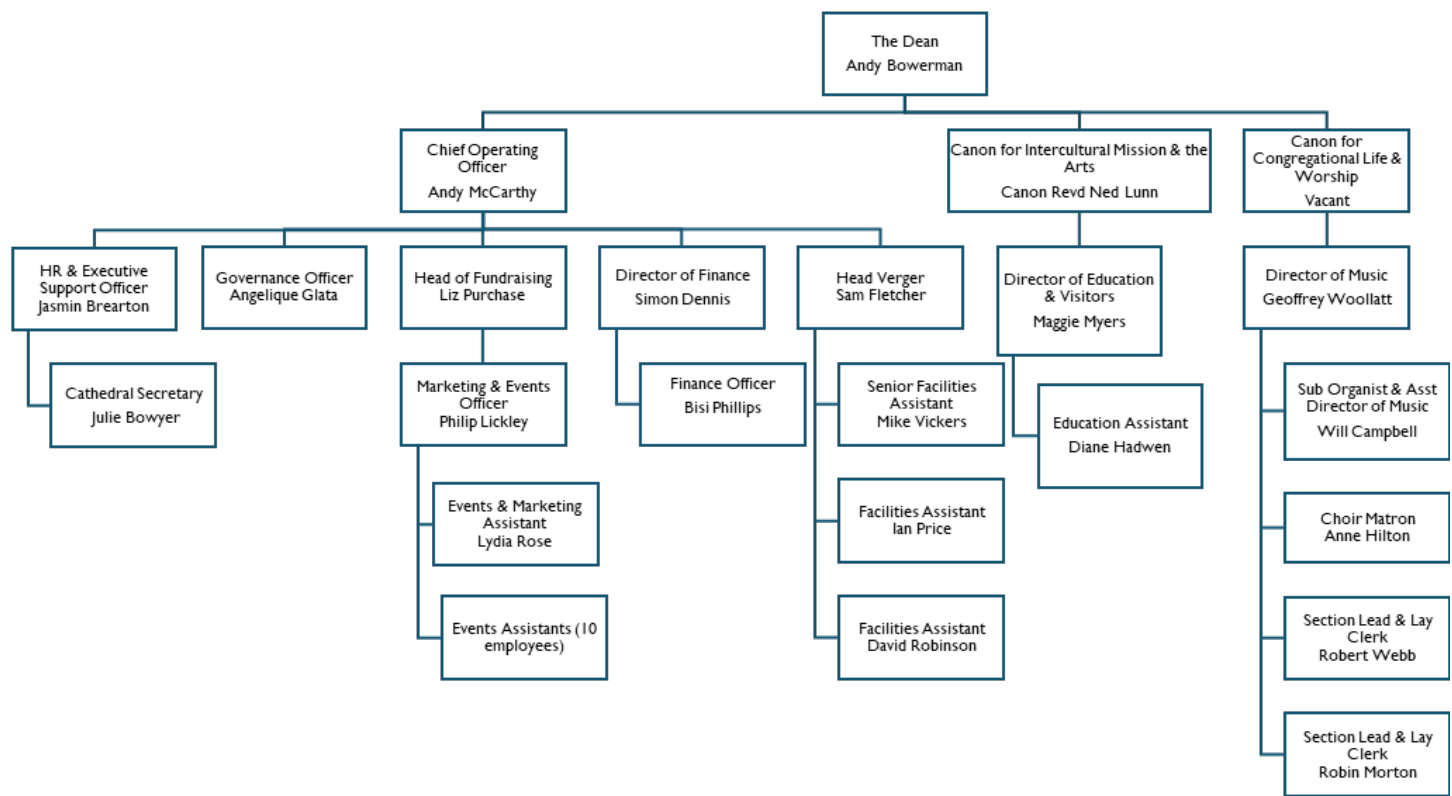 The Dean
Andy Bowerman
Chief Operating
Officer
Andy McCarthy
Canon for Intercultural Mission & the
Arts
Canon Revd Ned Lunn
Canon for
Congregational Life &
Worship
Vacant
HR & Executive
Support Officer
Jasmin Brearton
Governance Officer
Angelique Glata
Head of Fundraising
Liz Purchase
Director of Finance
Simon Dennis
Head Verger
Sam Fletcher
Director of Education
& Visitors
Maggie Myers
Director of Music
Geoffrey Woollatt
Cathedral Secretary
Julie Bowyer
Marketing & Events
Officer
Philip Lickley
Finance Officer
Bisi Phillips
Senior Facilities
Assistant
Mike Vickers
Education Assistant
Diane Hadwen
Sub Organist & Asst
Director of Music
Will Campbell
Events & Marketing
Assistant
Lydia Rose
Facilities Assistant
Ian Price
Choir Matron
Anne Hilton
Events Assistants (10
employees)
Facilities Assistant
David Robinson
Section Lead & Lay
Clerk
Robert Webb
Section Lead & Lay
Clerk
Robin Morton